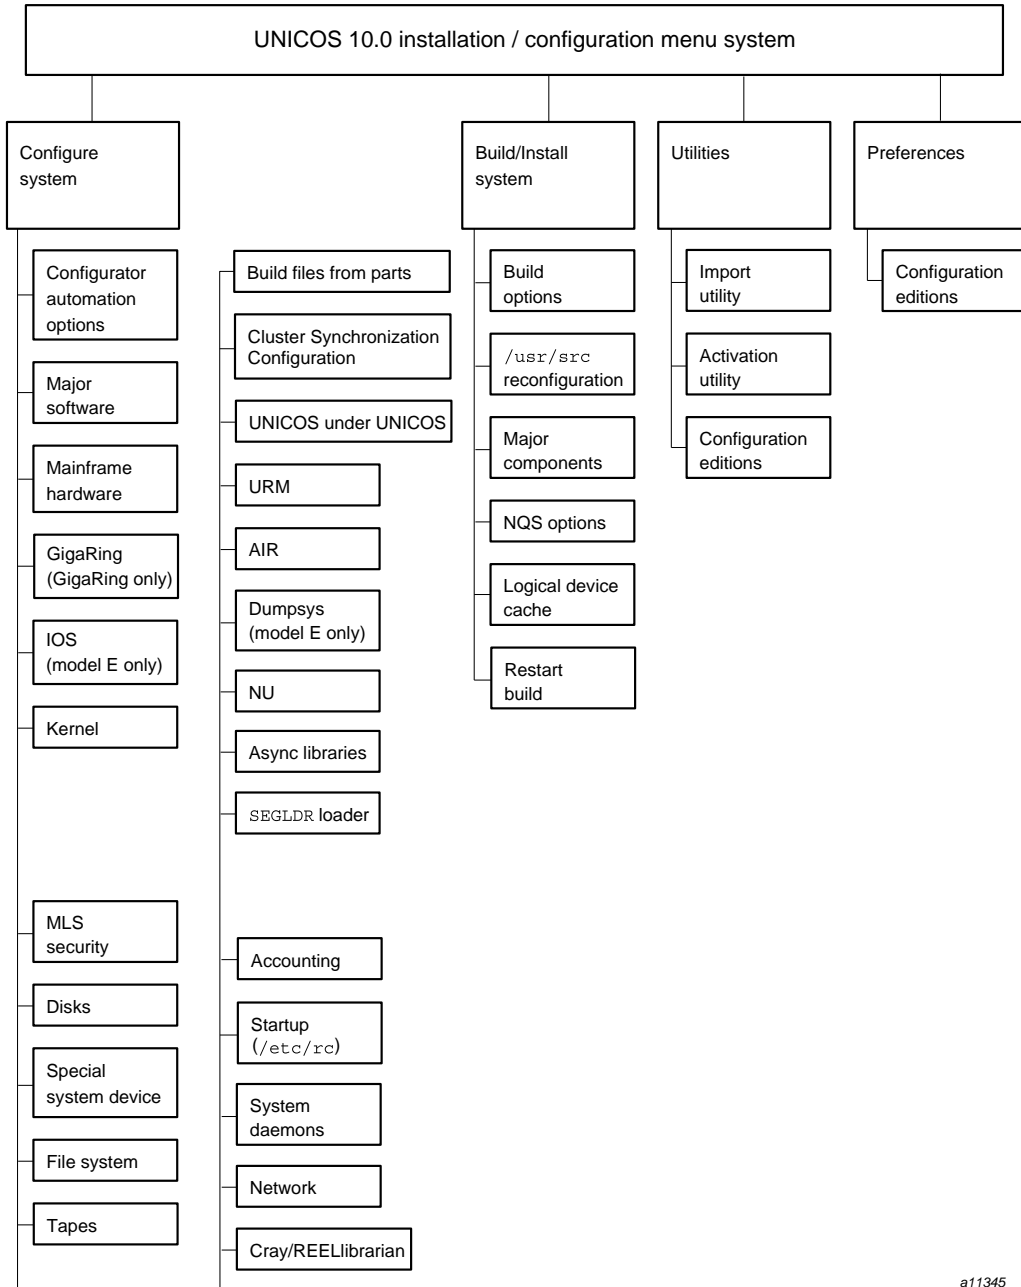 UNICOS 10.0 installation / configuration menu system
Configure
system
Configurator
automation
options
Major
software
Mainframe
hardware
GigaRing
(GigaRing only)
IOS
(model E only)
Kernel
MLS
security
Disks
Special
system device
File system
Tapes
Build files from parts
Cluster Synchronization
Configuration
UNICOS under UNICOS
URM
AIR
Dumpsys
(model E only)
NU
Async libraries
SEGLDR loader
Accounting
Startup
(/etc/rc)
System
daemons
Network
Cray/REELlibrarian
Build/Install
system
Build
options
/usr/src
reconfiguration
Major
components
NQS options
Logical device
cache
Restart
build
Utilities
Import
utility
Activation
utility
Configuration
editions
Preferences
Configuration
editions
a11345